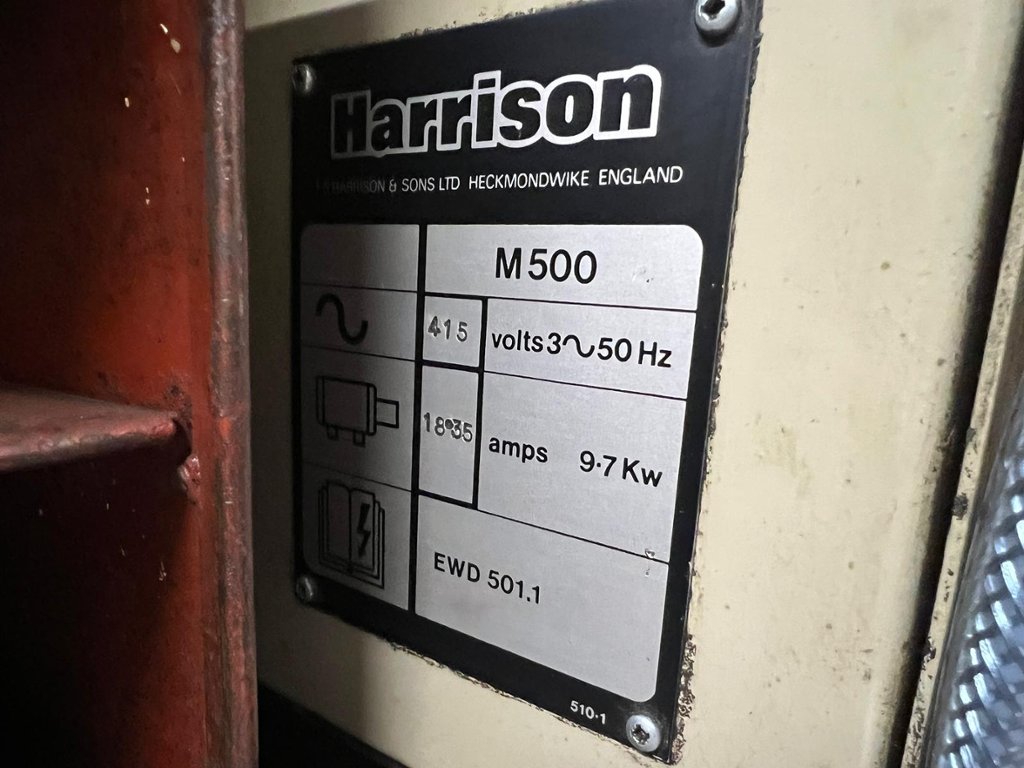 Harrison
HARRISON & SONS LTD HECKMONDWIKE ENGLAND
M500
415 volts 3∿50 Hz
18·35 amps 9·7 Kw
EWD 501.1
510·1